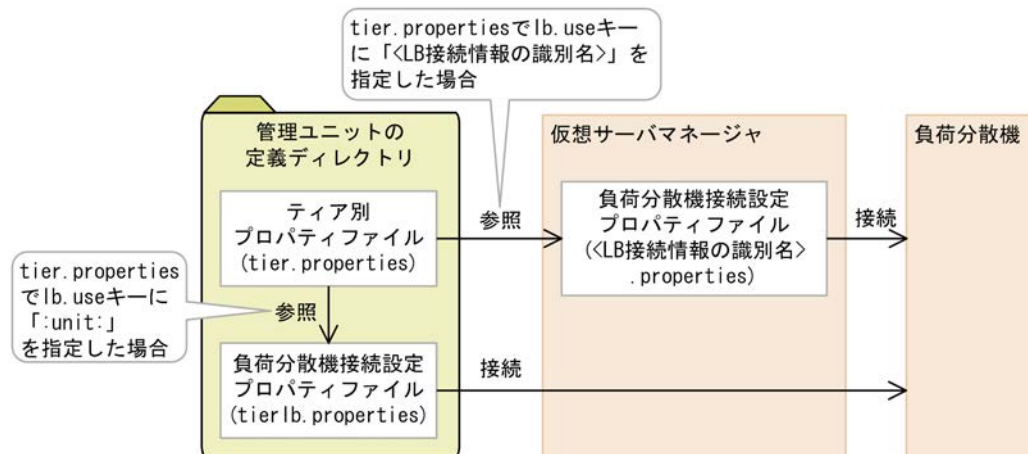 tier.propertiesでlb.useキー
に「<LB接続情報の識別名>」を
指定した場合
管理ユニットの
定義ディレクトリ
仮想サーバマネージャ
負荷分散機
ティア別
プロパティファイル
(tier.properties)
参照
負荷分散機接続設定
プロパティファイル
(<LB接続情報の識別名>
.properties)
接続
tier.properties
でlb.useキーに
「:unit:」
を指定した場合
参照
負荷分散機接続設定
プロパティファイル
(tierlb.properties)
接続